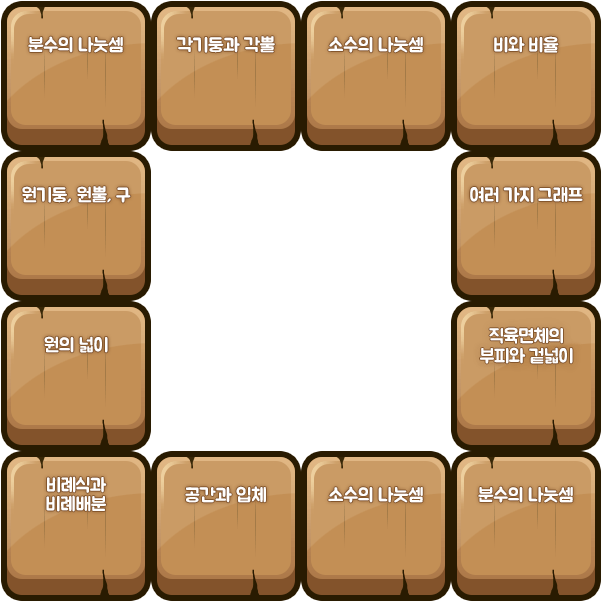 분수의 나눗셈
각기둥과 각뿔
소수의 나눗셈
비와 비율
원기둥, 원뿔, 구
여러 가지 그래프
원의 넓이
직육면체의
부피와 겉넓이
비례식과
비례배분
공간과 입체
소수의 나눗셈
분수의 나눗셈